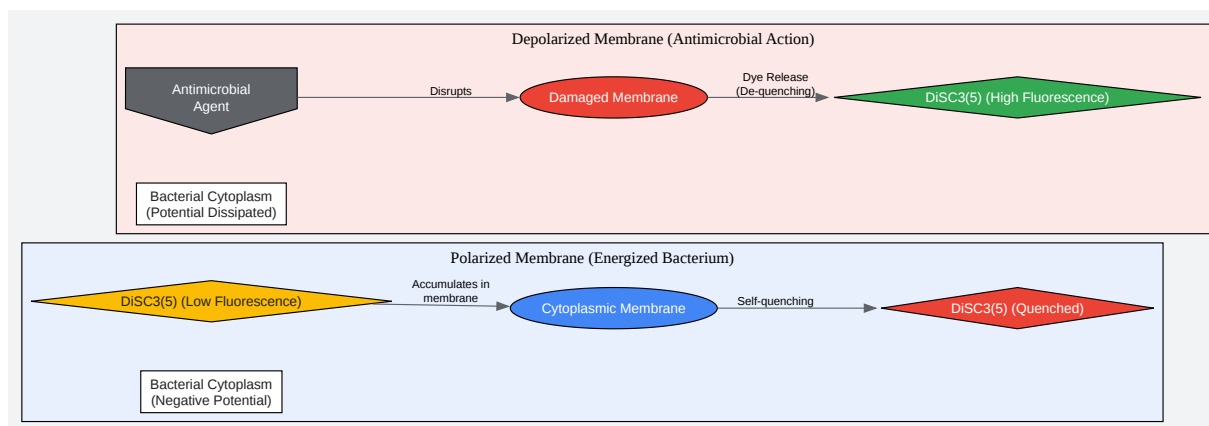 Depolarized Membrane (Antimicrobial Action)
Antimicrobial
Agent
Disrupts
Damaged Membrane
Dye Release
(De-quenching)
DiSC3(5) (High Fluorescence)
Bacterial Cytoplasm
(Potential Dissipated)
Polarized Membrane (Energized Bacterium)
DiSC3(5) (Low Fluorescence)
Accumulates in
membrane
Cytoplasmic Membrane
Self-quenching
DiSC3(5) (Quenched)
Bacterial Cytoplasm
(Negative Potential)